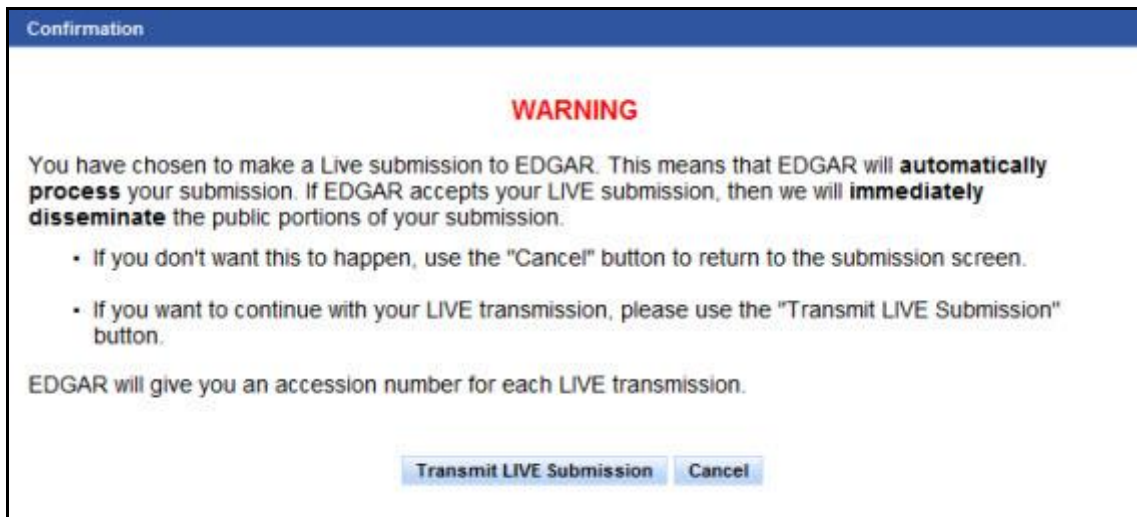 Confirmation
WARNING
You have chosen to make a Live submission to EDGAR. This means that EDGAR will automatically
process your submission. If EDGAR accepts your LIVE submission, then we will immediately
disseminate the public portions of your submission.
• If you don't want this to happen, use the "Cancel" button to return to the submission screen.
• If you want to continue with your LIVE transmission, please use the "Transmit LIVE Submission"
button.
EDGAR will give you an accession number for each LIVE transmission.
Transmit LIVE Submission Cancel